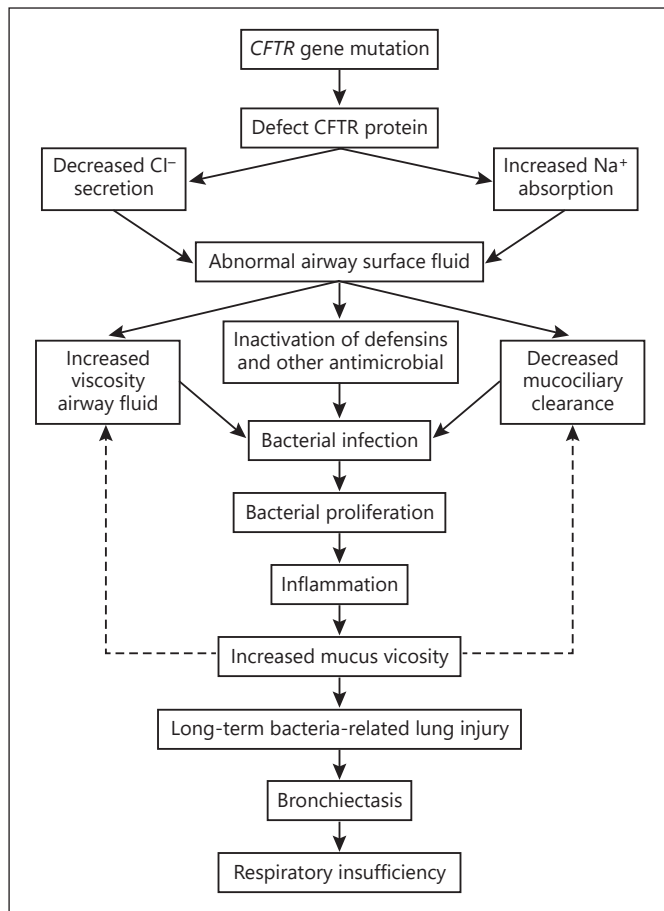 CFTR gene mutation
Defect CFTR protein
Decreased Cl⁻
secretion
Increased Na⁺
absorption
Abnormal airway surface fluid
Increased
viscosity
airway fluid
Inactivation of defensins
and other antimicrobial
Decreased
mucociliary
clearance
Bacterial infection
Bacterial proliferation
Inflammation
Increased mucus vicosity
Long-term bacteria-related lung injury
Bronchiectasis
Respiratory insufficiency